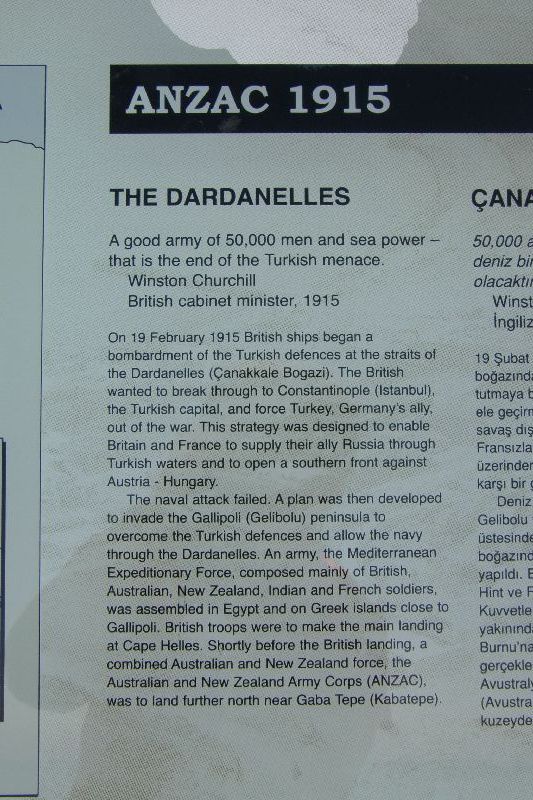 ANZAC 1915
THE DARDANELLES
A good army of 50,000 men and sea power –
that is the end of the Turkish menace.
Winston Churchill
British cabinet minister, 1915
On 19 February 1915 British ships began a
bombardment of the Turkish defences at the straits of
the Dardanelles (Çanakkale Bogazi). The British
wanted to break through to Constantinople (Istanbul),
the Turkish capital, and force Turkey, Germany's ally,
out of the war. This strategy was designed to enable
Britain and France to supply their ally Russia through
Turkish waters and to open a southern front against
Austria - Hungary.
The naval attack failed. A plan was then developed
to invade the Gallipoli (Gelibolu) peninsula to
overcome the Turkish defences and allow the navy
through the Dardanelles. An army, the Mediterranean
Expeditionary Force, composed mainly of British,
Australian, New Zealand, Indian and French soldiers,
was assembled in Egypt and on Greek islands close to
Gallipoli. British troops were to make the main landing
at Cape Helles. Shortly before the British landing, a
combined Australian and New Zealand force, the
Australian and New Zealand Army Corps (ANZAC),
was to land further north near Gaba Tepe (Kabatepe).
ÇANA
50,000
deniz bir
olacaktır
Winst
İngiliz
19 Şubat
boğazında
tutmaya
ele geçirm
savaş dış
Fransızla
üzerinden
karşı bir
Deniz
Gelibolu
üstesinde
boğazınd
yapıldı.
Hint ve F
Kuvvetle
yakınında
Burnu'na
gerçekle
Avustraly
(Avustra
kuzeyde